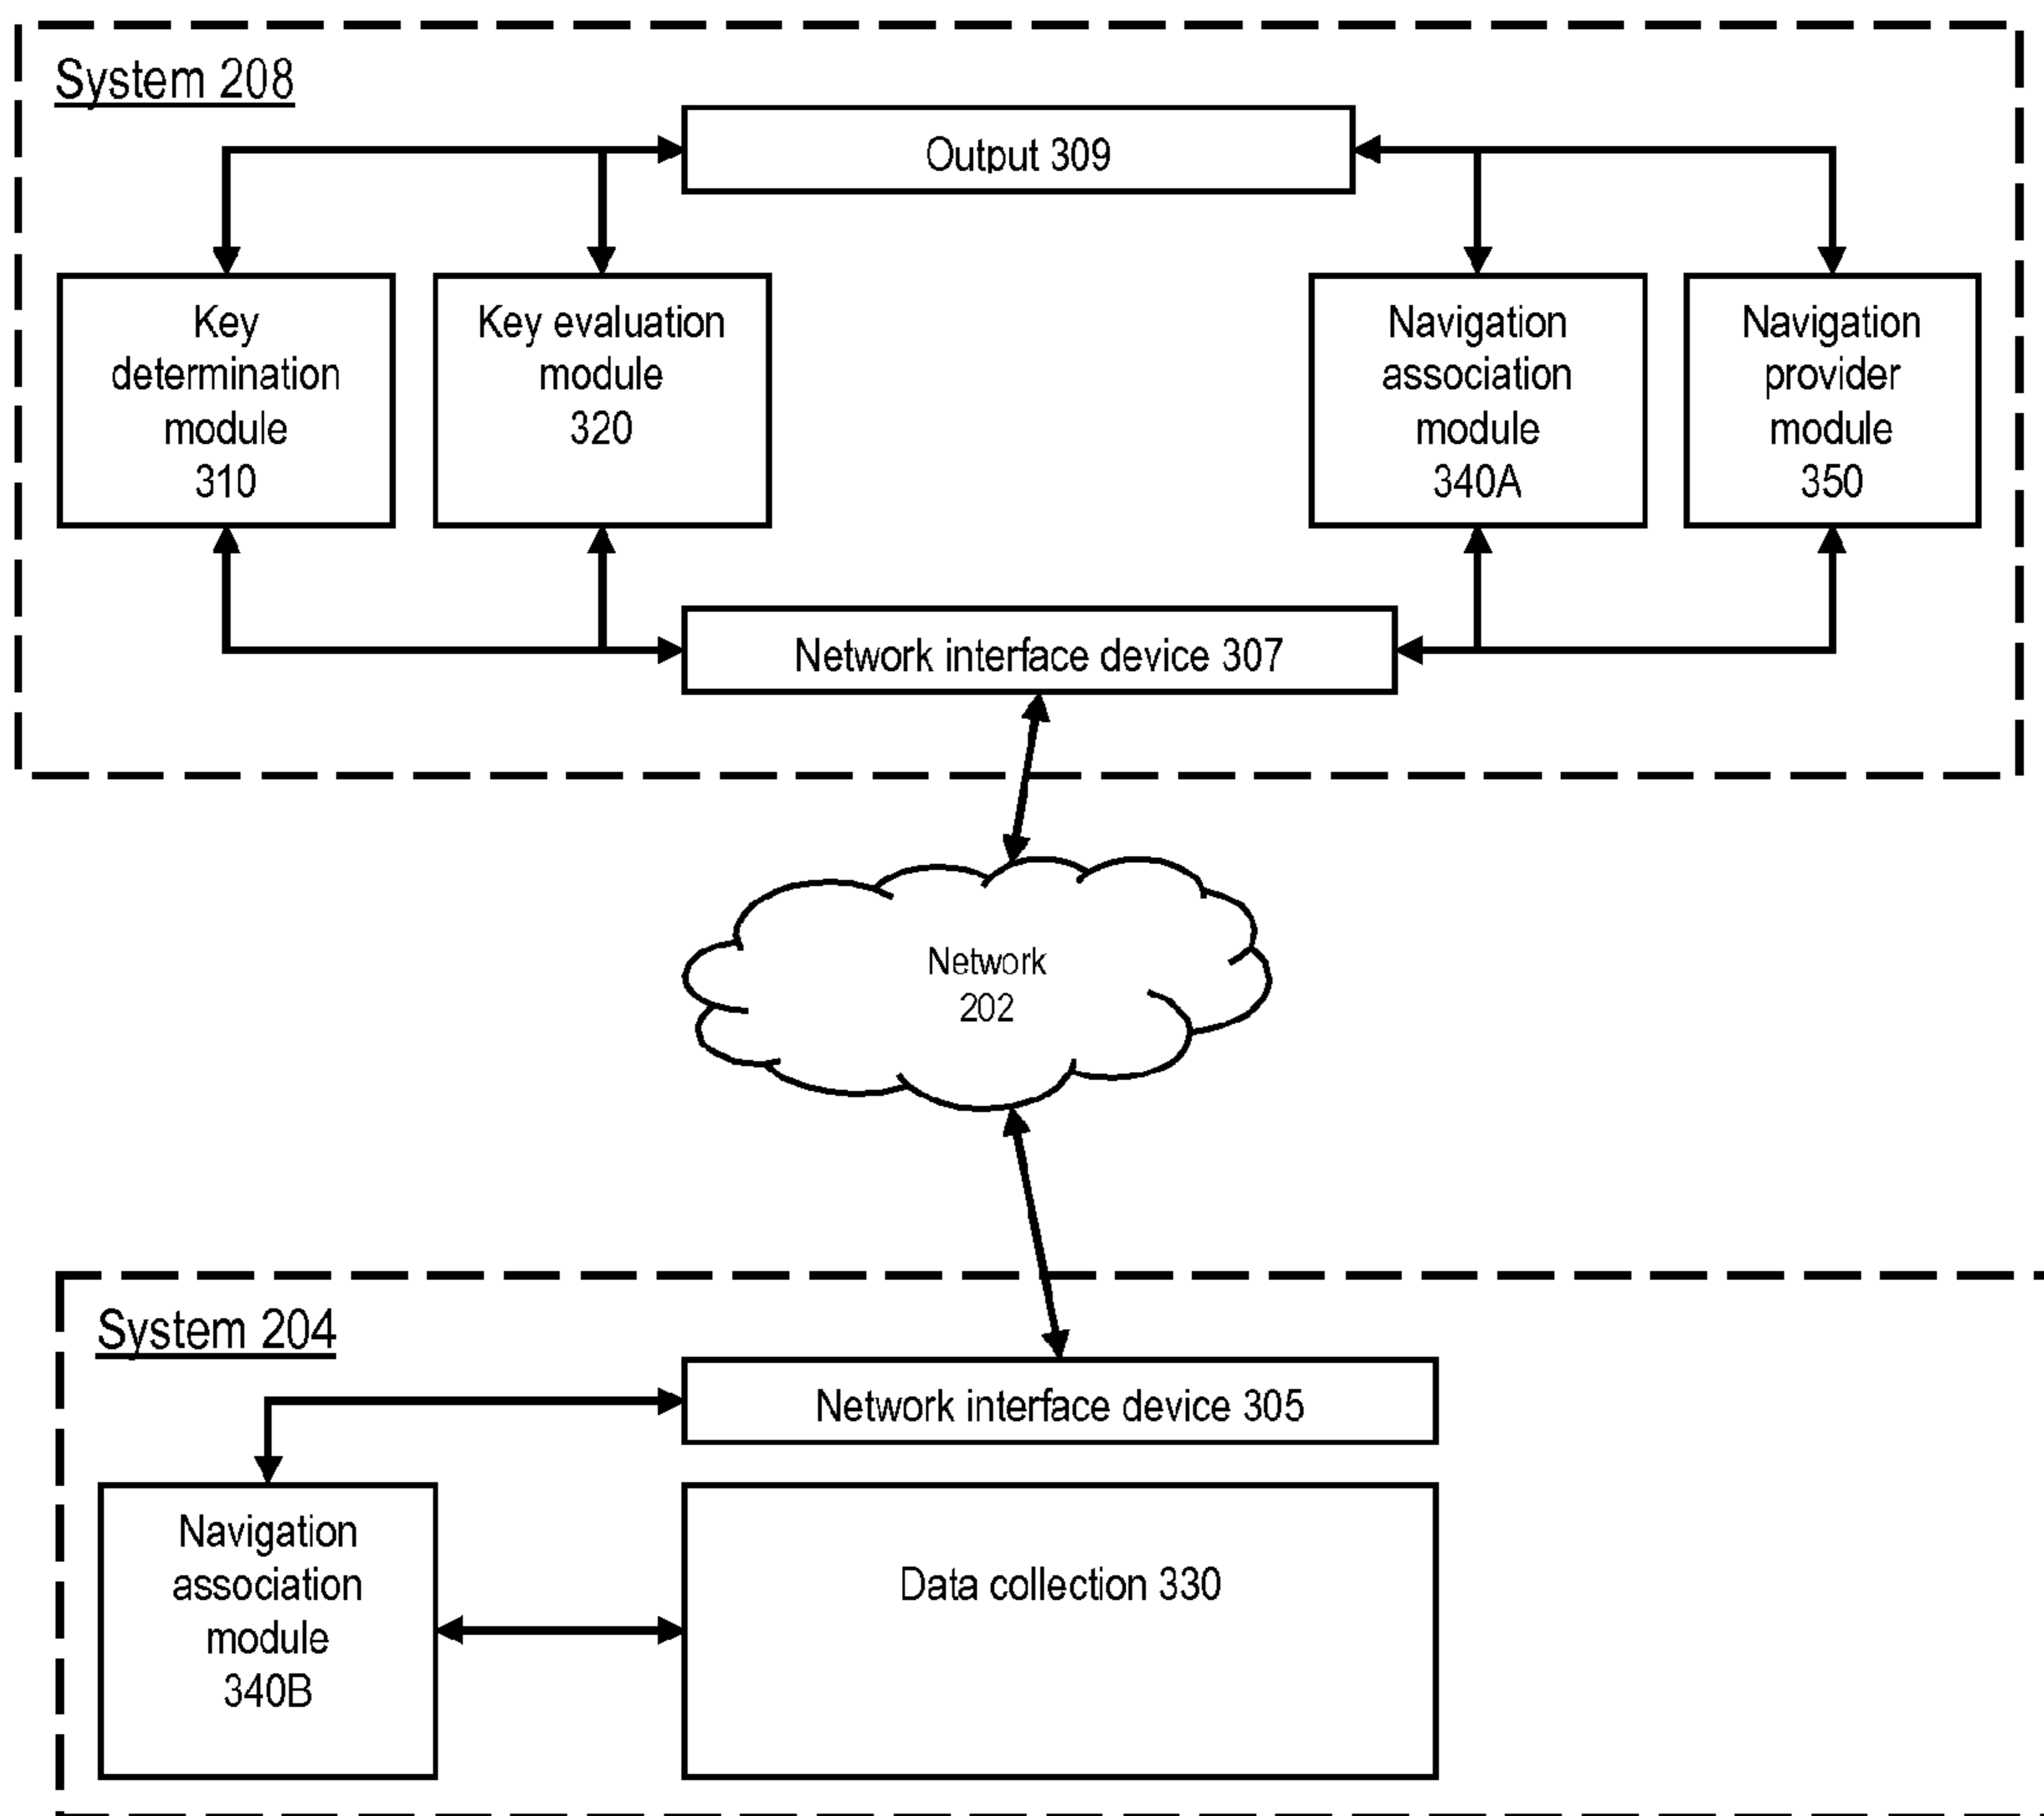 System 208
Output 309
Key
determination
module
310
Key evaluation
module
320
Navigation
association
module
340A
Navigation
provider
module
350
Network interface device 307
Network
202
System 204
Network interface device 305
Navigation
association
module
340B
Data collection 330